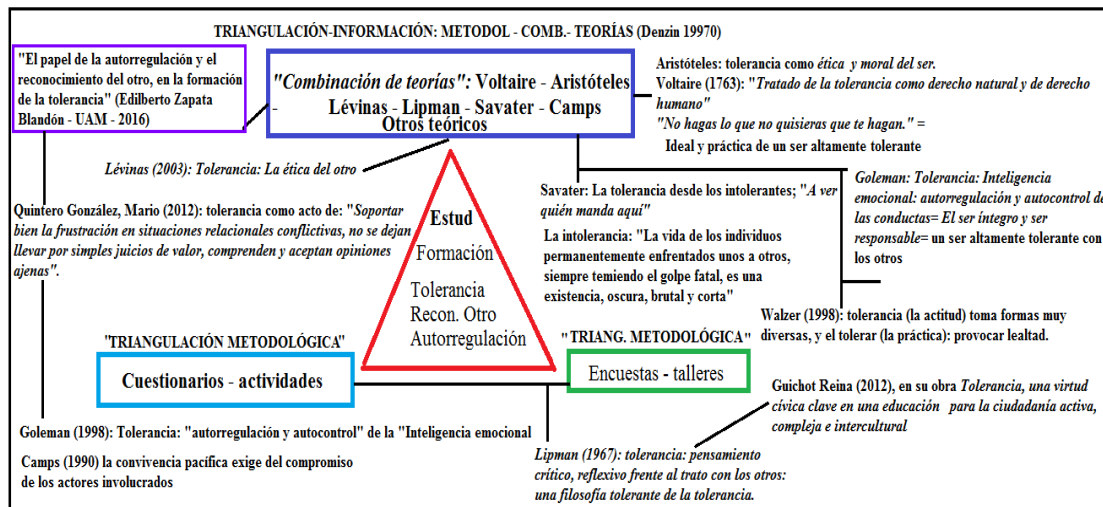 TRIANGULACIÓN-INFORMACIÓN: METODOL - COMB.- TEORÍAS (Denzin 19970)
"El papel de la autorregulación y el
reconocimiento del otro, en la formación
de la tolerancia" (Edilberto Zapata
Blandón - UAM - 2016)
"Combinación de teorías": Voltaire - Aristóteles
- Lévinas - Lipman - Savater - Camps
Otros teóricos
Aristóteles: tolerancia como ética y moral del ser.
Voltaire (1763): "Tratado de la tolerancia como derecho natural y de derecho
humano"
"No hagas lo que no quisieras que te hagan." =
Ideal y práctica de un ser altamente tolerante
Lévinas (2003): Tolerancia: La ética del otro
Quintero González, Mario (2012): tolerancia como acto de: "Soportar
bien la frustración en situaciones relacionales conflictivas, no se dejan
llevar por simples juicios de valor, comprenden y aceptan opiniones
ajenas".
Estud
Formación
Tolerancia
Recon. Otro
Autorregulación
Savater: La tolerancia desde los intolerantes; "A ver
quién manda aquí"
La intolerancia: "La vida de los individuos
permanentemente enfrentados unos a otros,
siempre temiendo el golpe fatal, es una
existencia, oscura, brutal y corta"
Goleman: Tolerancia: Inteligencia
emocional: autorregulación y autocontrol de
las conductas= El ser íntegro y ser
responsable= un ser altamente tolerante con
los otros
Walzer (1998): tolerancia (la actitud) toma formas muy
diversas, y el tolerar (la práctica): provocar lealtad.
"TRIANGULACIÓN METODOLÓGICA"
Cuestionarios - actividades
"TRIANG. METODOLÓGICA"
Encuestas - talleres
Guichot Reina (2012), en su obra Tolerancia, una virtud
cívica clave en una educación para la ciudadanía activa,
compleja e intercultural
Goleman (1998): Tolerancia: "autorregulación y autocontrol" de la "Inteligencia emocional
Camps (1990) la convivencia pacífica exige del compromiso
de los actores involucrados
Lipman (1967): tolerancia: pensamiento
crítico, reflexivo frente al trato con los otros:
una filosofía tolerante de la tolerancia.